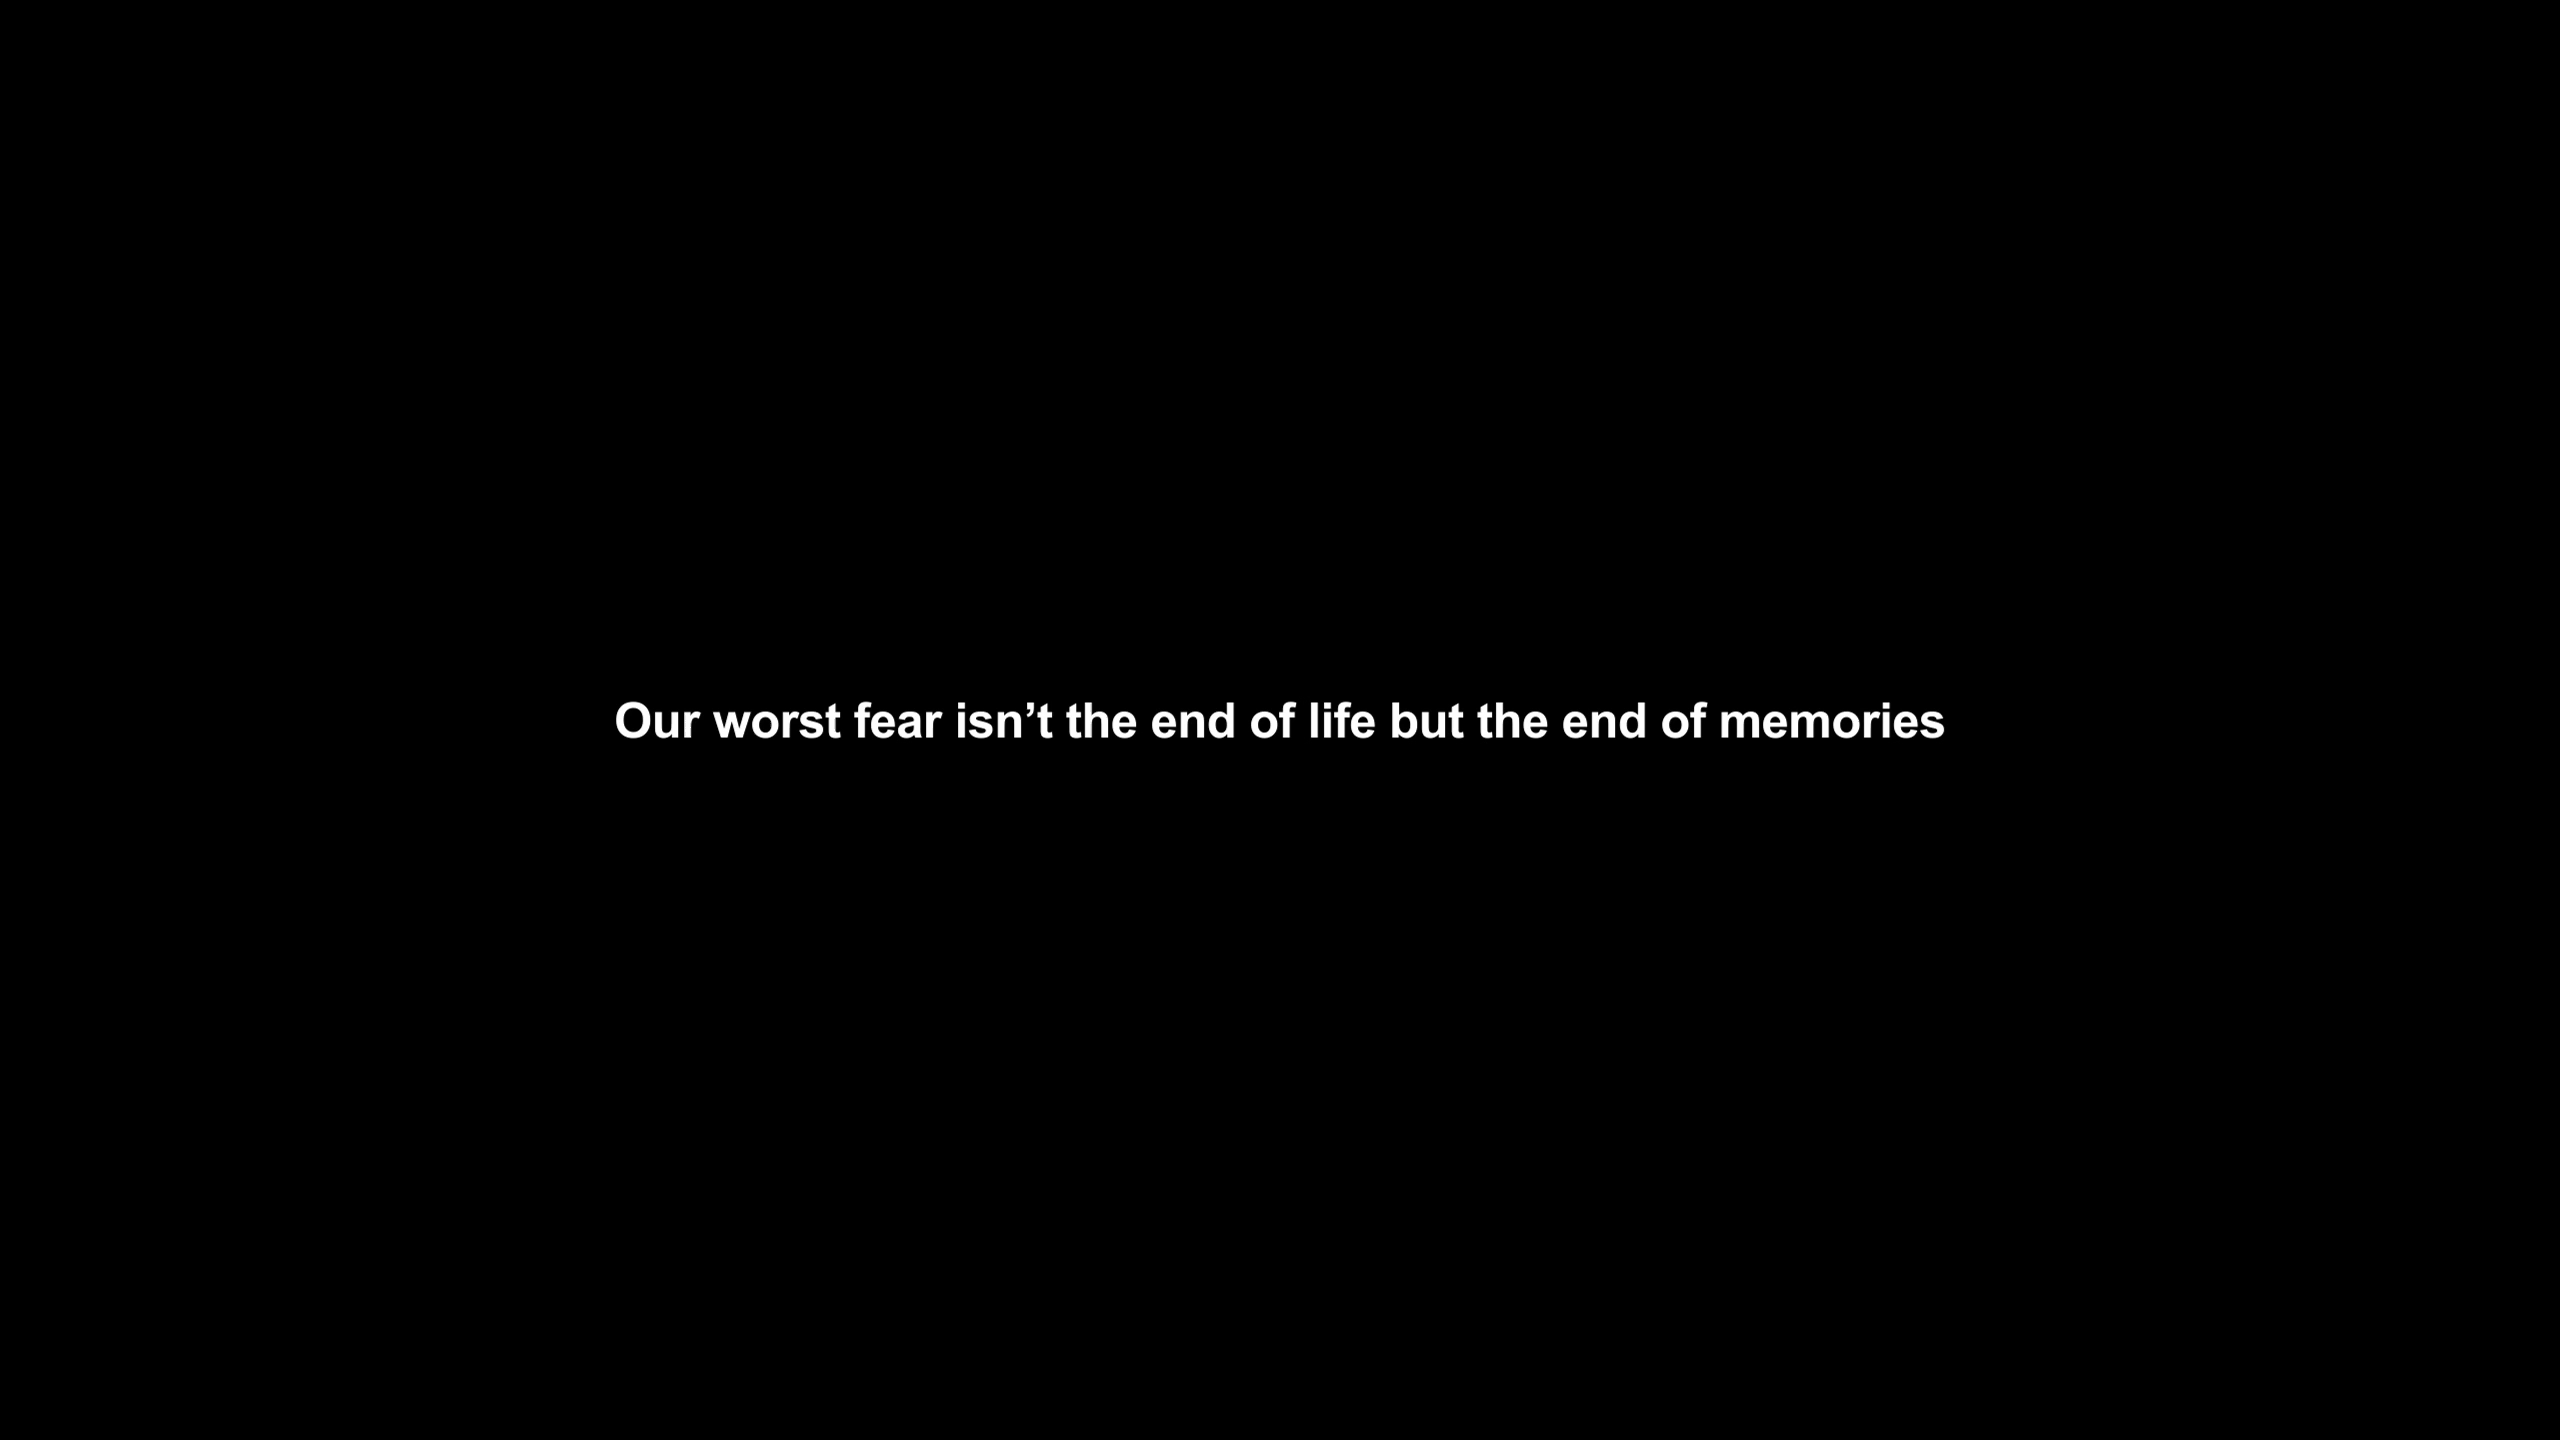 Our worst fear isn’t the end of life but the end of memories